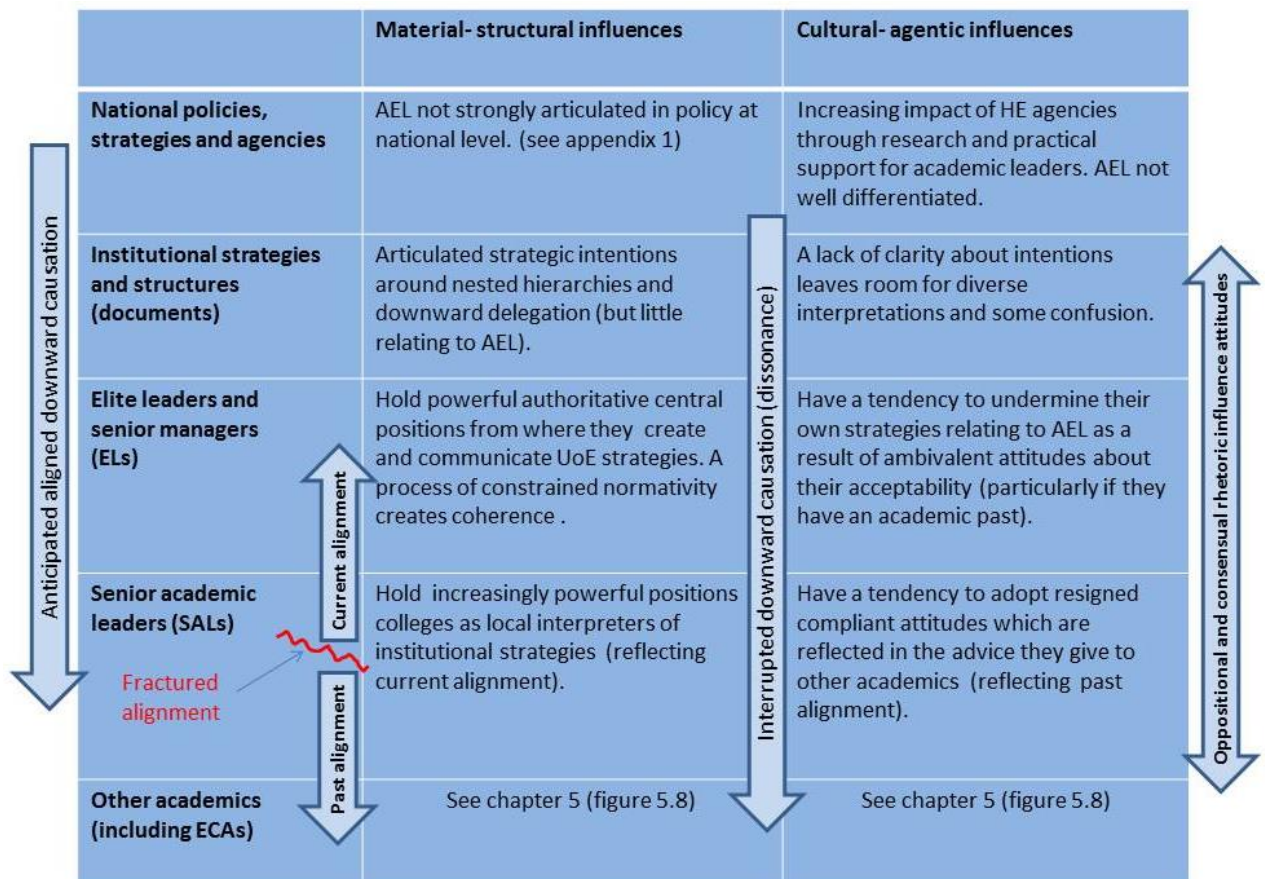 Material- structural influences
Cultural- agentic influences
National policies,
strategies and agencies
AEL not strongly articulated in policy at
national level. (see appendix 1)
Increasing impact of HE agencies
through research and practical
support for academic leaders. AEL not
well differentiated.
Institutional strategies
and structures
(documents)
Articulated strategic intentions
around nested hierarchies and
downward delegation (but little
relating to AEL).
A lack of clarity about intentions
leaves room for diverse
interpretations and some confusion.
Elite leaders and
senior managers
(ELs)
Hold powerful authoritative central
positions from where they create
and communicate UoE strategies. A
process of constrained normativity
creates coherence .
Have a tendency to undermine their
own strategies relating to AEL as a
result of ambivalent attitudes about
their acceptability (particularly if they
have an academic past).
Senior academic
leaders (SALs)
Hold increasingly powerful positions
colleges as local interpreters of
institutional strategies (reflecting
current alignment).
Have a tendency to adopt resigned
compliant attitudes which are
reflected in the advice they give to
other academics (reflecting past
alignment).
Other academics
(including ECAs)
See chapter 5 (figure 5.8)
See chapter 5 (figure 5.8)
Anticipated aligned downward causation
Current alignment
Fractured
alignment
Past alignment
Interrupted downward causation (dissonance)
Oppositional and consensual rhetoric influence attitudes